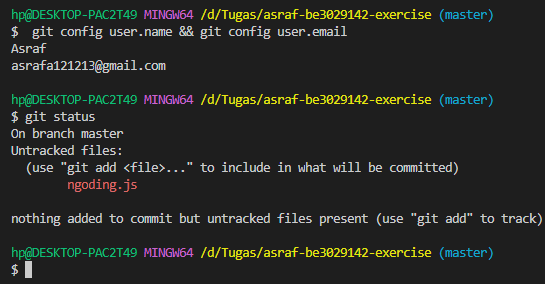 hp@DESKTOP-PAC2T49 MINGW64 /d/Tugas/asraf-be3029142-exercise (master)
$  git config user.name && git config user.email
Asraf
asrafa121213@gmail.com

hp@DESKTOP-PAC2T49 MINGW64 /d/Tugas/asraf-be3029142-exercise (master)
$ git status
On branch master
Untracked files:
  (use "git add <file>..." to include in what will be committed)
        ngoding.js

nothing added to commit but untracked files present (use "git add" to track)

hp@DESKTOP-PAC2T49 MINGW64 /d/Tugas/asraf-be3029142-exercise (master)
$